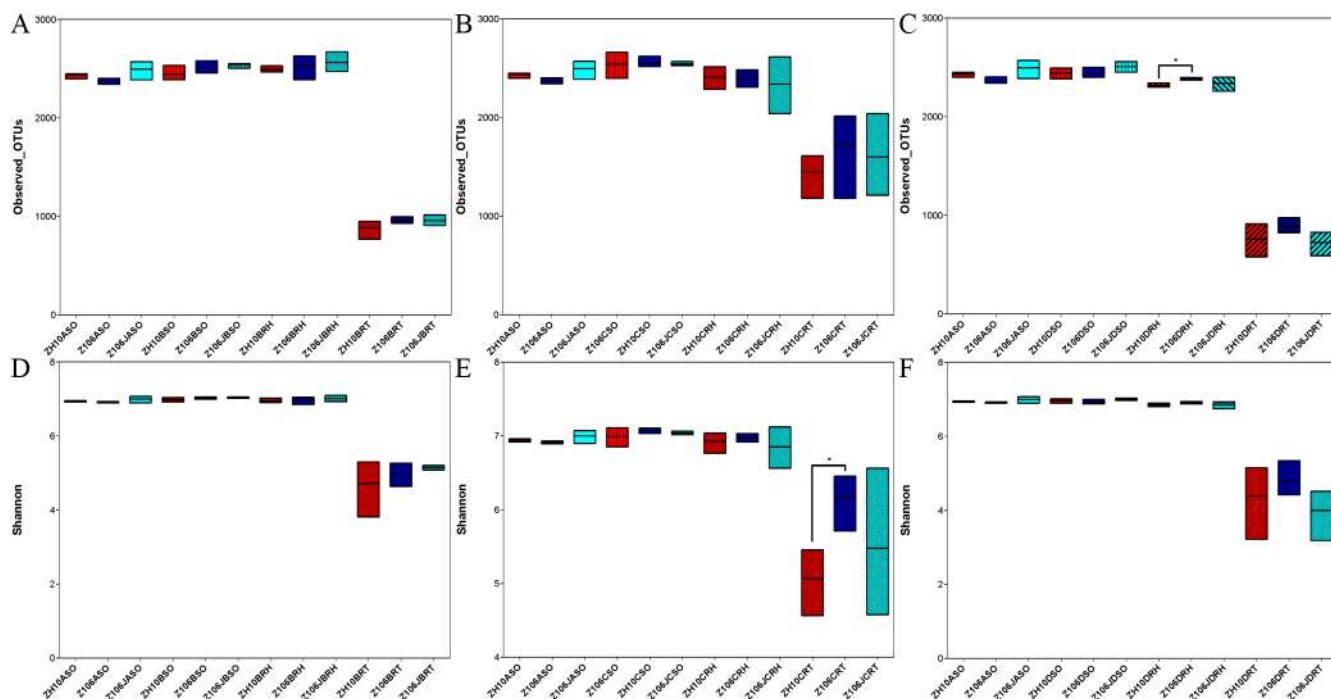 A
3000
2000
1000
0
Observed_OTUs
ZH10ASO
Z106ASO
Z106JASO
ZH10BSO
Z106BSO
Z106JBSO
ZH10BRH
Z106BRH
Z106JBRH
ZH10BRT
Z106BRT
Z106JBRT
B
3000
2000
1000
0
Observed_OTUs
ZH10ASO
Z106ASO
Z106JASO
Z106CSO
ZH10CSO
Z106JCSO
ZH10CRH
Z106CRH
Z106JCRH
ZH10CRT
Z106CRT
Z106JCRT
C
3000
2000
1000
0
Observed_OTUs
*
ZH10ASO
Z106ASO
Z106JASO
ZH10DSO
Z106DSO
Z106JDSO
ZH10DRH
Z106DRH
Z106JDRH
ZH10DRT
Z106DRT
Z106JDRT
D
8
6
4
2
0
Shannon
ZH10ASO
Z106ASO
Z106JASO
ZH10BSO
Z106BSO
Z106JBSO
ZH10BRH
Z106BRH
Z106JBRH
ZH10BRT
Z106BRT
Z106JBRT
E
8
7
6
5
4
Shannon
*
ZH10ASO
Z106ASO
Z106JASO
Z106CSO
ZH10CSO
Z106JCSO
ZH10CRH
Z106CRH
Z106JCRH
ZH10CRT
Z106CRT
Z106JCRT
F
8
6
4
2
0
Shannon
ZH10ASO
Z106ASO
Z106JASO
ZH10DSO
Z106DSO
Z106JDSO
ZH10DRH
Z106DRH
Z106JDRH
ZH10DRT
Z106DRT
Z106JDRT